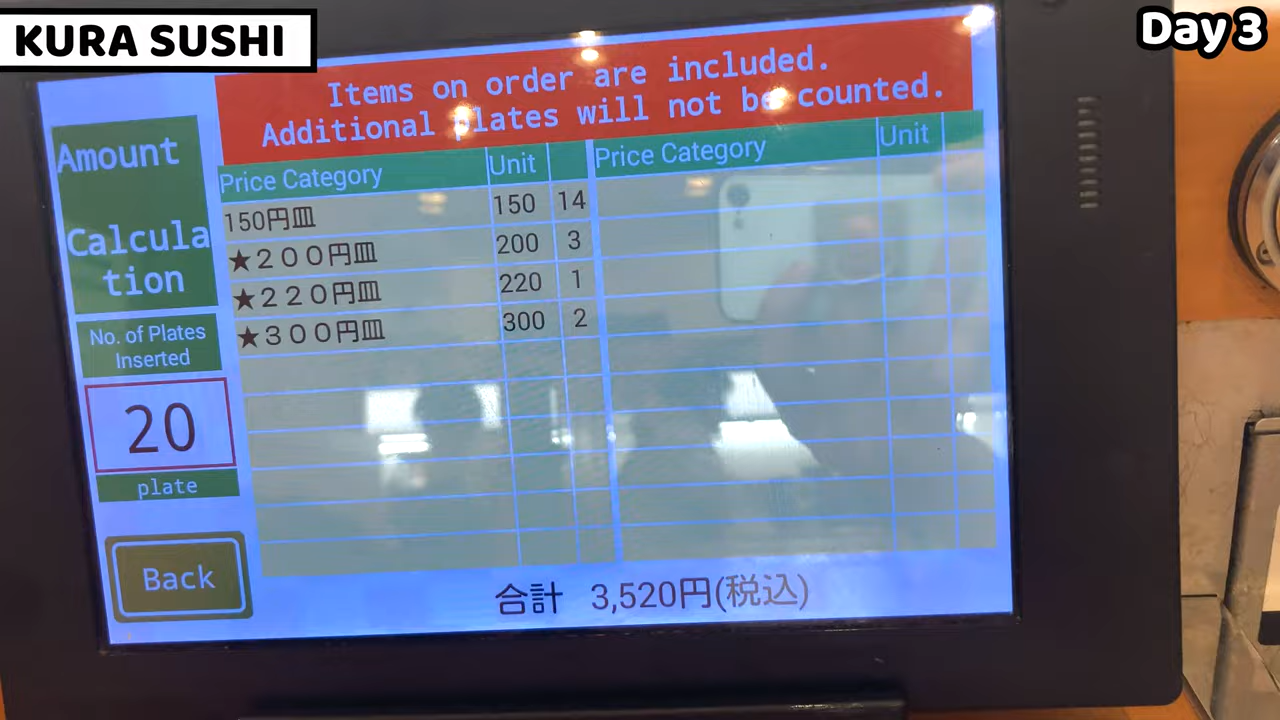 KURA SUSHI
Day 3
Items on order are included.
Additional plates will not be counted.
Amount
Calcula
tion
No. of Plates
Inserted
20
plate
Back
Price Category Unit Price Category Unit
150円皿 150 14
★200円皿 200 3
★220円皿 220 1
★300円皿 300 2
合計 3,520円(税込)